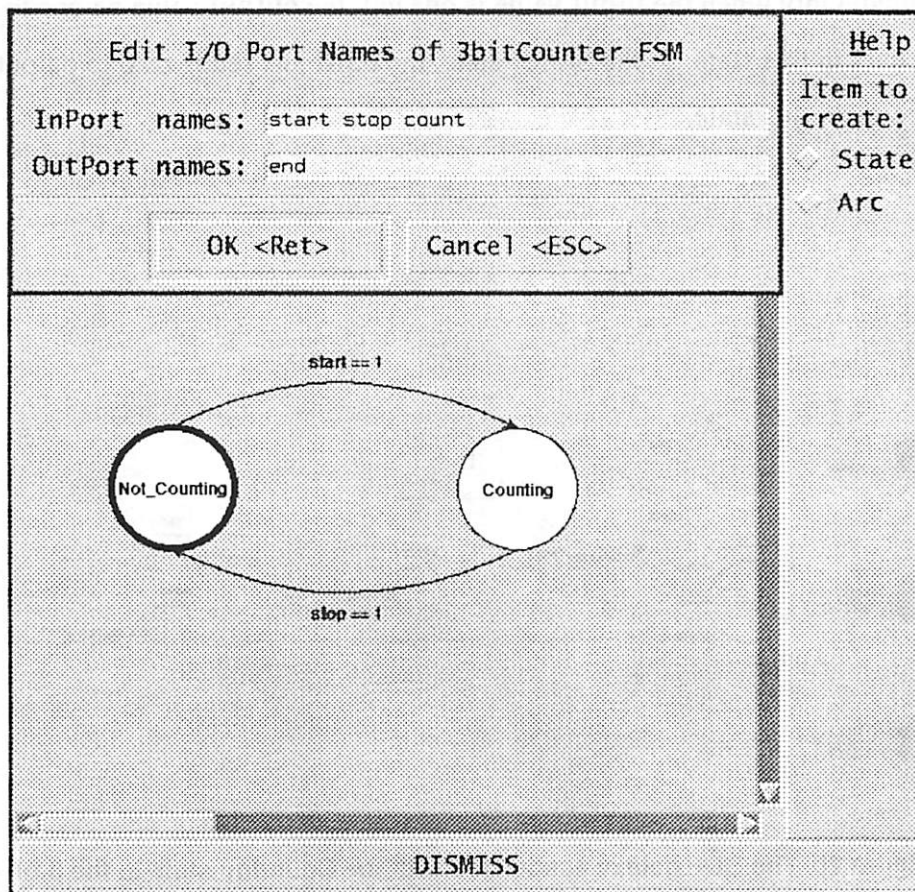 Edit I/O Port Names of 3bitCounter_FSM
InPort names: start stop count
OutPort names: end
OK <Ret>
Cancel <ESC>
Help
Item to
create:
State
Arc
start == 1
Not_Counting
Counting
stop == 1
DISMISS